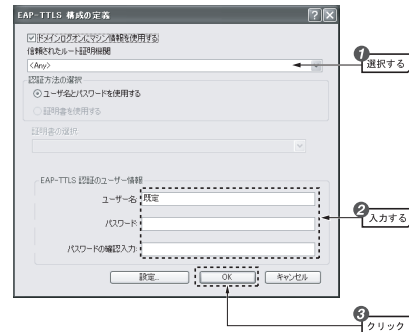 EAP-TTLS 構成の定義
ドメインログオンにマシン情報を使用する
信頼されたルート証明機関
<Any>
1 選択する
認証方法の選択
ユーザ名とパスワードを使用する
証明書を使用する
証明書の選択
EAP-TTLS 認証のユーザー情報
ユーザー名: 既定
パスワード:
2 入力する
パスワードの確認入力:
設定...
OK
キャンセル
3 クリック